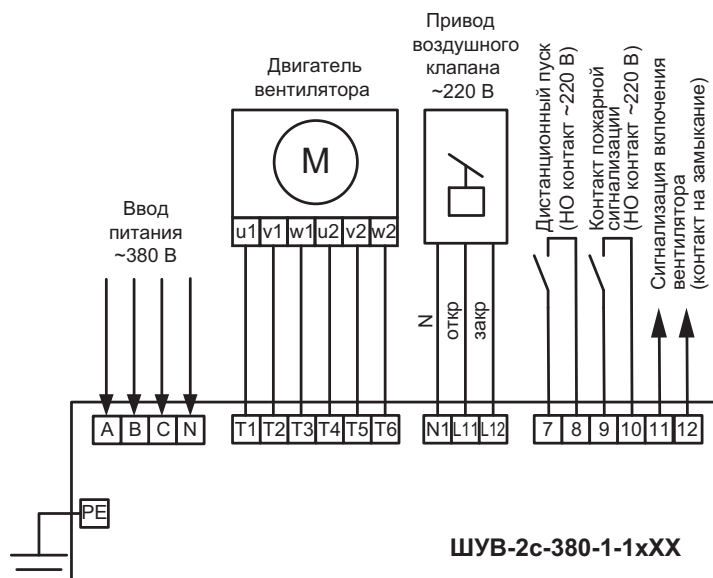 Привод
воздушного
клапана
~220 В
Двигатель
вентилятора
Ввод
питания
~380 В
M
u1 v1 w1 u2 v2 w2
N
откр
закр
Дистанционный пуск
(НО контакт ~220 В)
Контакт пожарной
сигнализации
(НО контакт ~220 В)
Сигнализация включения
вентилятора
(контакт на замыкание)
A B C N T1 T2 T3 T4 T5 T6 N1 L11 L12 7 8 9 10 11 12
PE
ШУВ-2с-380-1-1хХХ